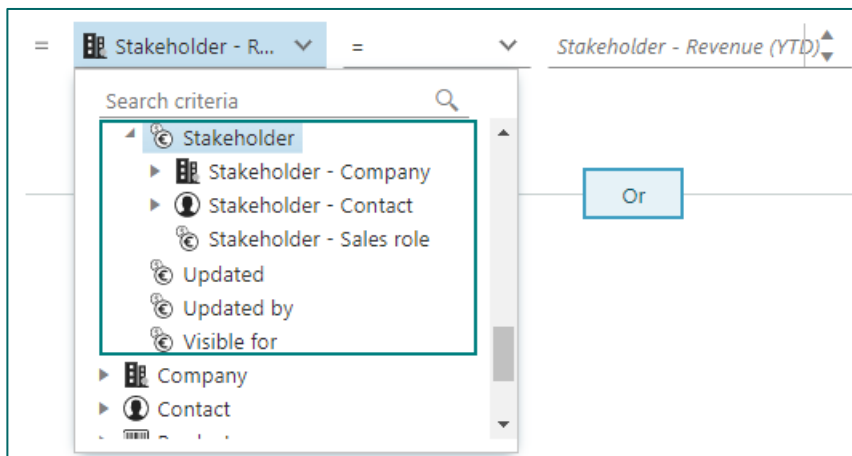 = Stakeholder - R... = Stakeholder - Revenue (YTD)
Search criteria
Stakeholder
Stakeholder - Company
Stakeholder - Contact
Or
Stakeholder - Sales role
Updated
Updated by
Visible for
Company
Contact